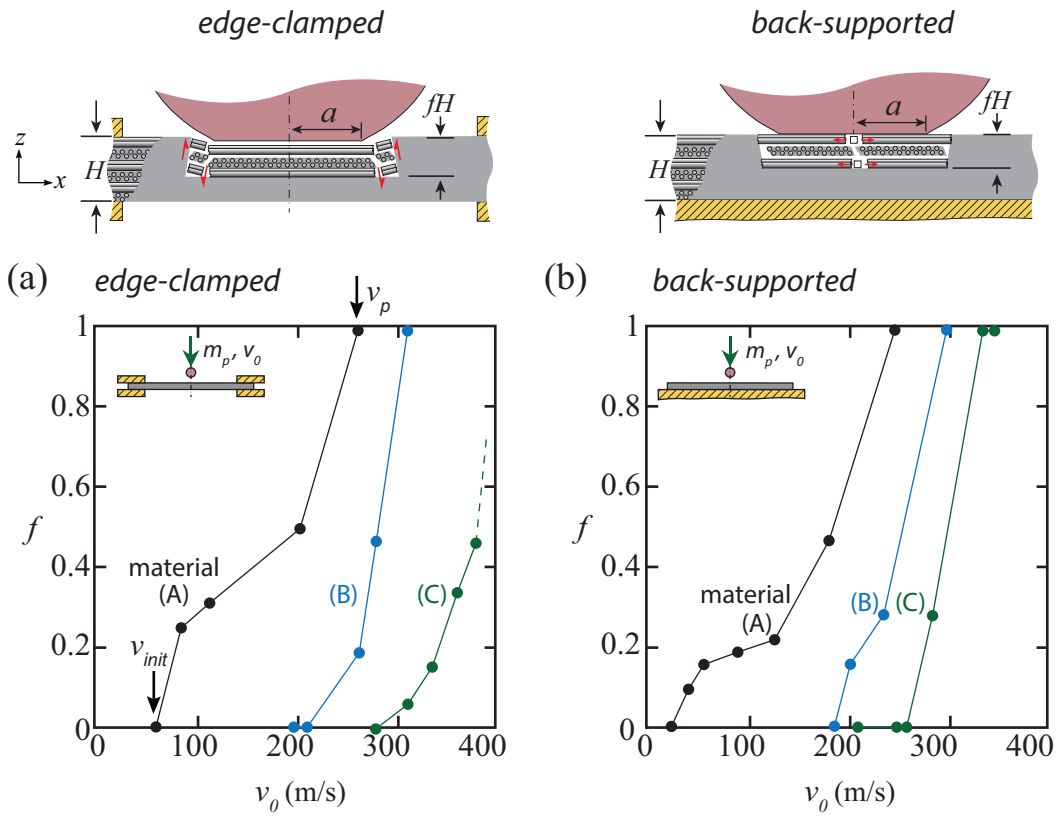 edge-clamped
back-supported
z
x
H
a
fH
H
a
fH
(a)
edge-clamped
v_p
(b)
back-supported
1
0.8
0.6
0.4
0.2
0
f
m_p, v_0
material
(A)
(B)
(C)
v_init
0
100
200
300
400
v_0 (m/s)
1
0.8
0.6
0.4
0.2
0
f
m_p, v_0
material
(A)
(B)
(C)
0
100
200
300
400
v_0 (m/s)